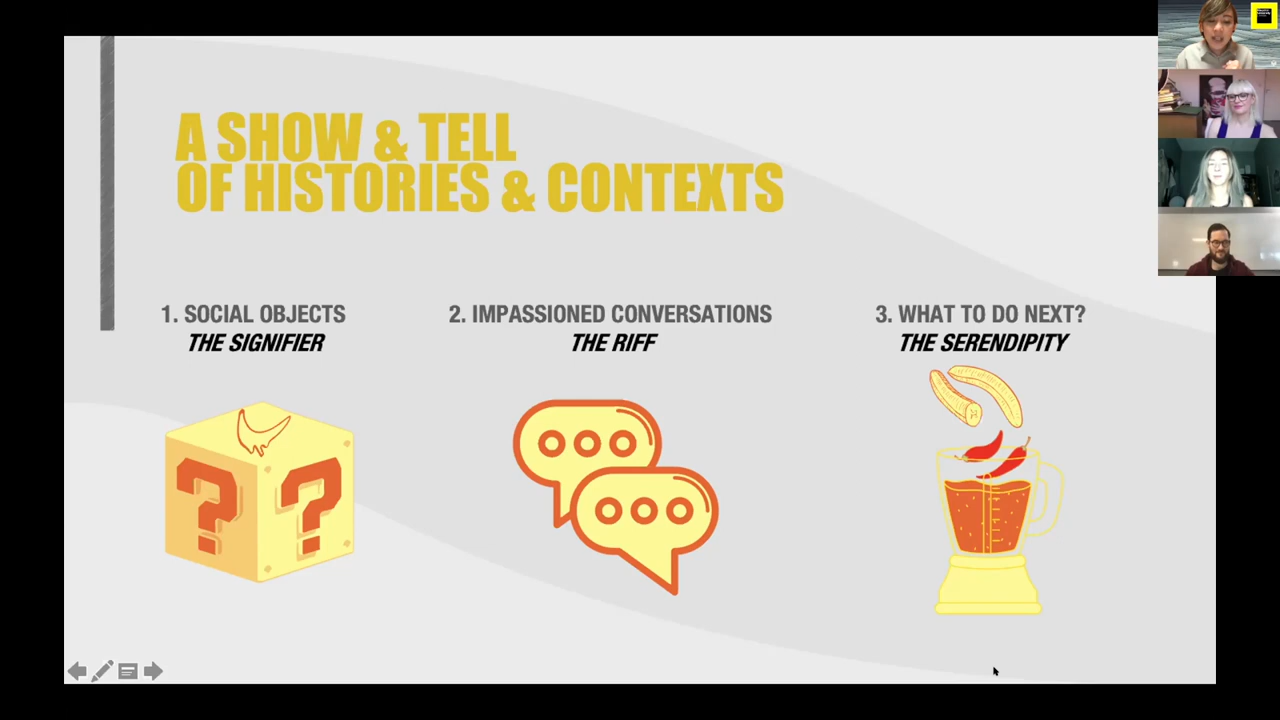 A SHOW & TELL
OF HISTORIES & CONTEXTS
1. SOCIAL OBJECTS
THE SIGNIFIER
2. IMPASSIONED CONVERSATIONS
THE RIFF
3. WHAT TO DO NEXT?
THE SERENDIPITY
? ?